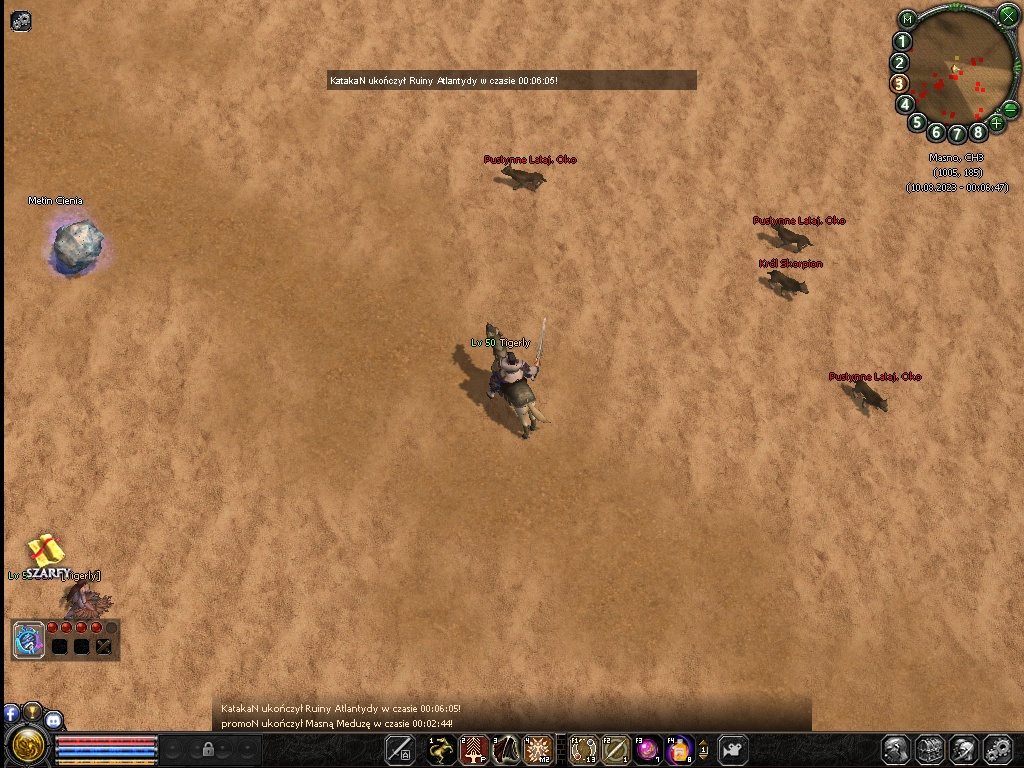 M
KatakaN ukończył Ruiny Atlantydy w czasie 00:06:05!
1
2
3
4
5
6
7
8
Masno, CH3
(1005, 185)
(10.08.2023 - 00:06:47)
Pustynne Lataj. Oko
Metin Cienia
Pustynne Lataj. Oko
Król Skorpion
Lv 50 Tigerly
Pustynne Lataj. Oko
SZARFY
Tigerly]
KatakaN ukończył Ruiny Atlantydy w czasie 00:06:05!
promoN ukończył Masną Meduzę w czasie 00:02:44!